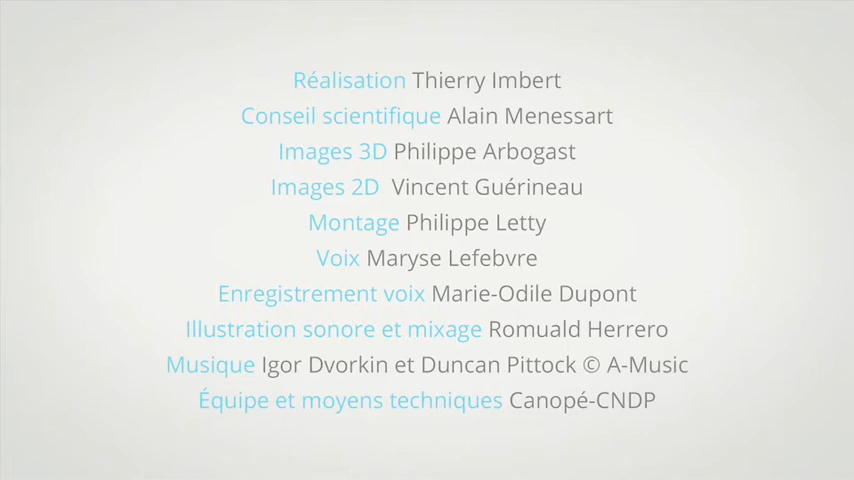 Réalisation Thierry Imbert
Conseil scientifique Alain Menessart
Images 3D Philippe Arbogast
Images 2D Vincent Guérineau
Montage Philippe Letty
Voix Maryse Lefebvre
Enregistrement voix Marie-Odile Dupont
Illustration sonore et mixage Romuald Herrero
Musique Igor Dvorkin et Duncan Pittock © A-Music
Équipe et moyens techniques Canopé-CNDP